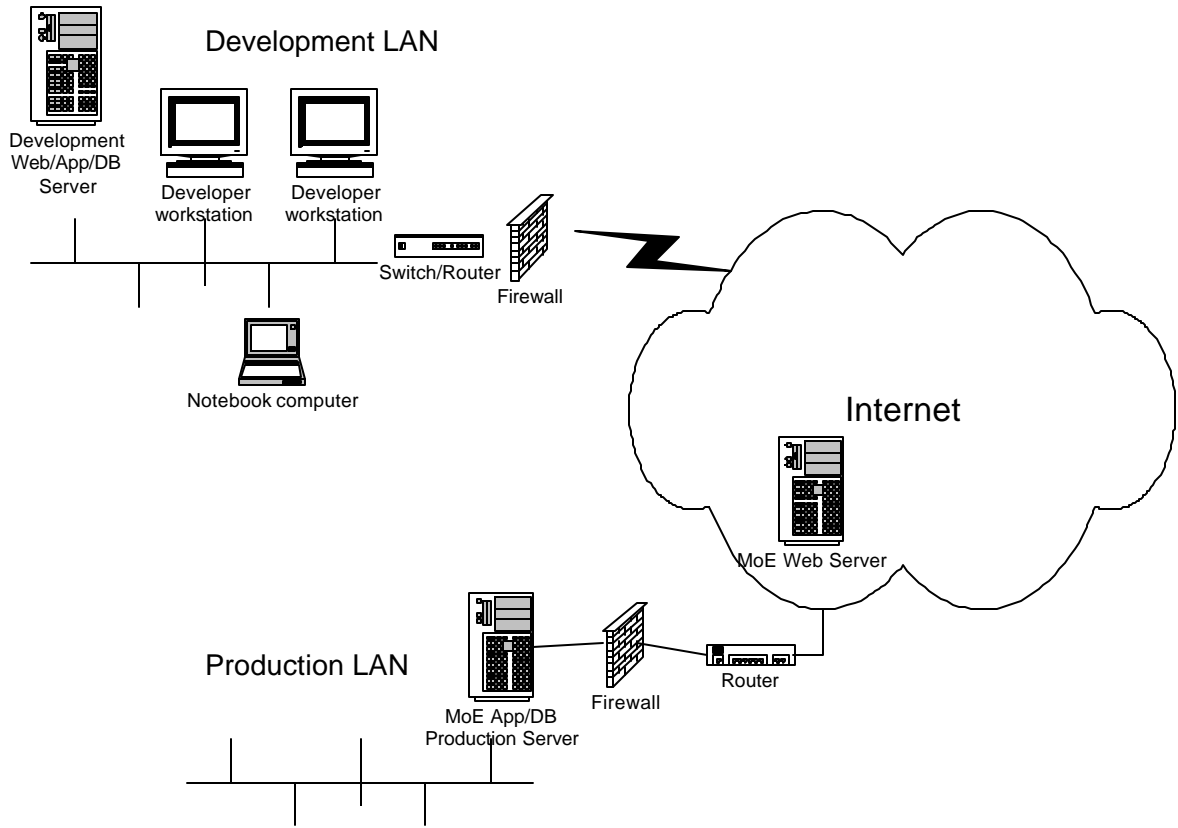 Development LAN
Development
Web/App/DB
Server
Developer
workstation
Developer
workstation
Switch/Router
Firewall
Notebook computer
Internet
MoE Web Server
Production LAN
MoE App/DB
Production Server
Firewall
Router